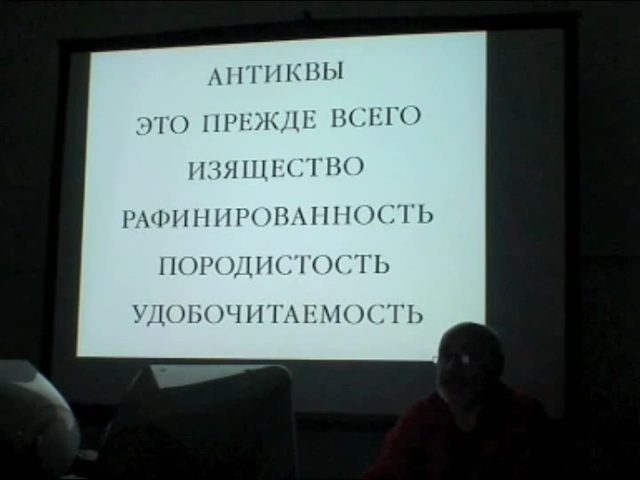 АНТИКВЫ
ЭТО ПРЕЖДЕ ВСЕГО
ИЗЯЩЕСТВО
РАФИНИРОВАННОСТЬ
ПОРОДИСТОСТЬ
УДОБОЧИТАЕМОСТЬ